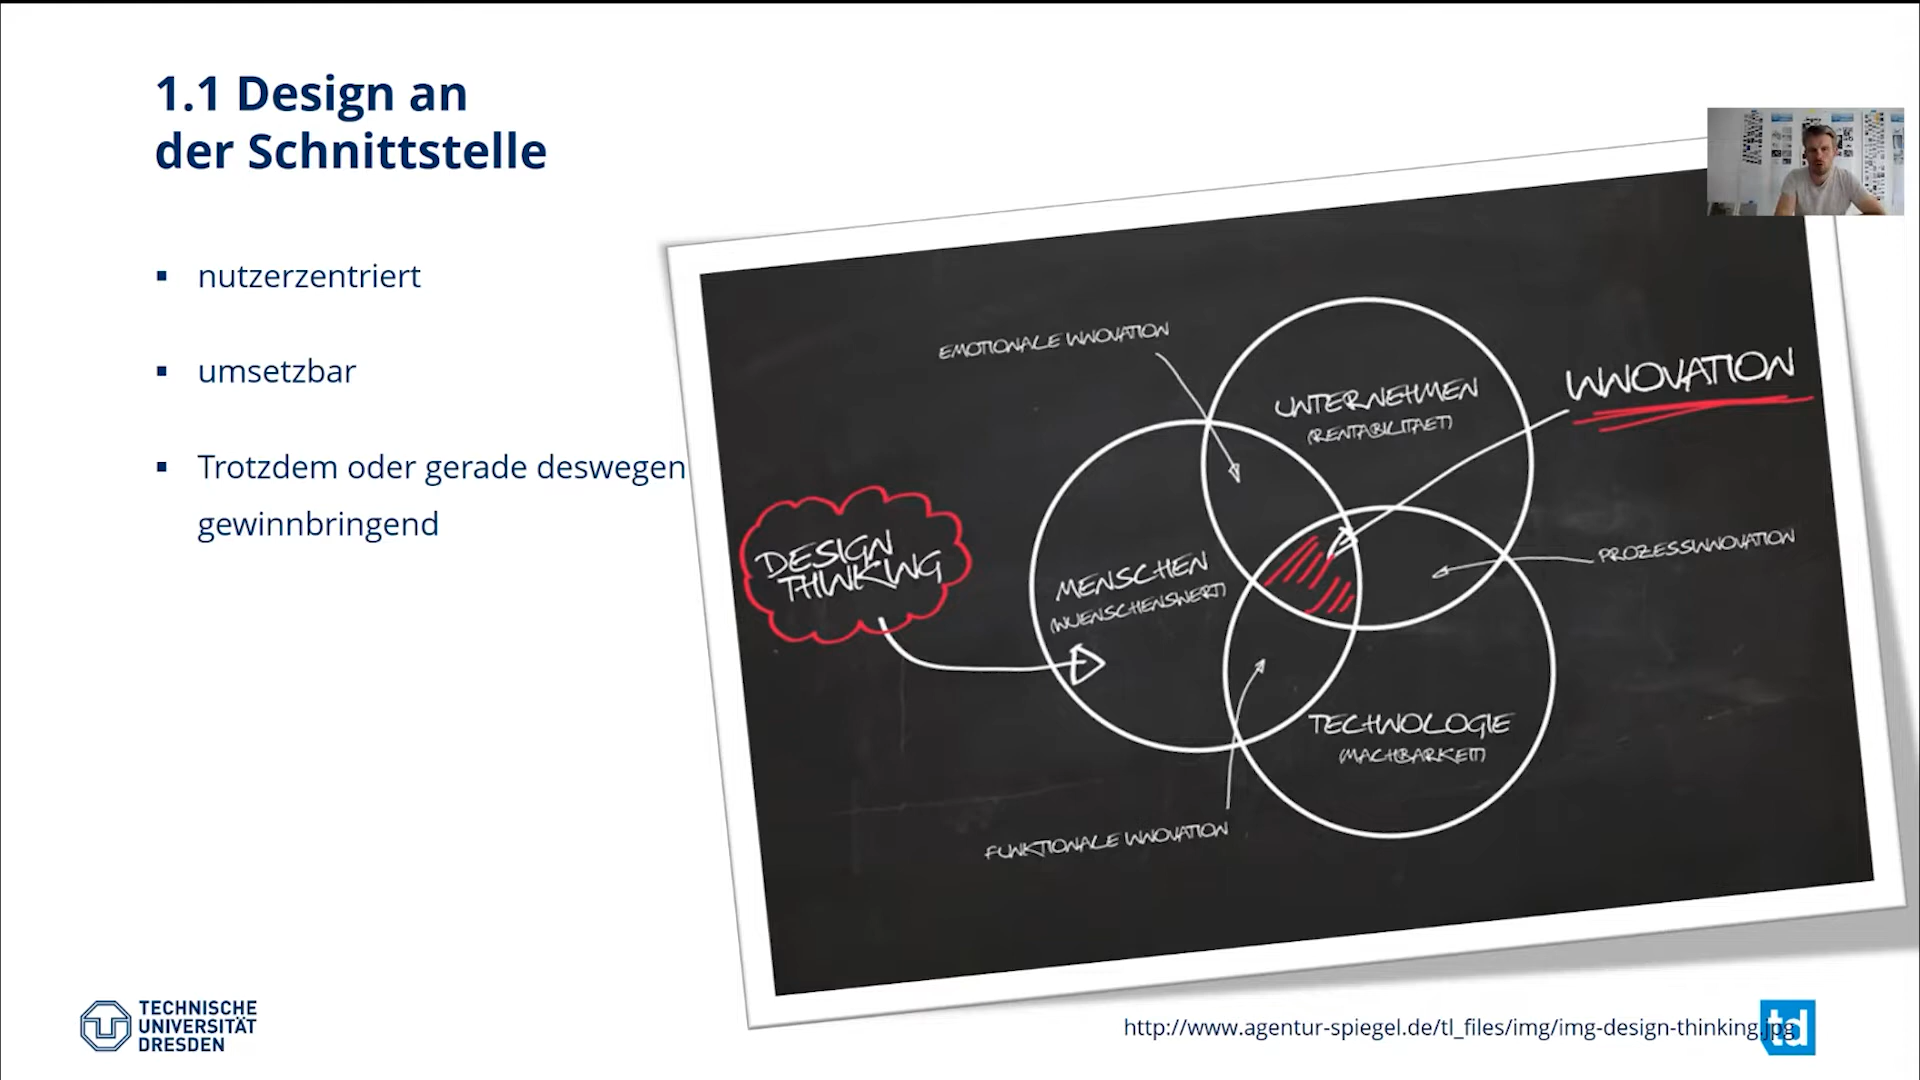 1.1 Design an
der Schnittstelle
▪ nutzerzentriert
▪ umsetzbar
▪ Trotzdem oder gerade deswegen
gewinnbringend
EMOTIONALE INNOVATION
UNTERNEHMEN
(RENTABILITAET)
INNOVATION
DESIGN
THINKING
MENSCHEN
(WUENSCHENSWERT)
PROZESSINNOVATION
TECHNOLOGIE
(MACHBARKEIT)
FUNKTIONALE INNOVATION
TECHNISCHE
UNIVERSITÄT
DRESDEN
http://www.agentur-spiegel.de/tl_files/img/img-design-thinking.jpg
td